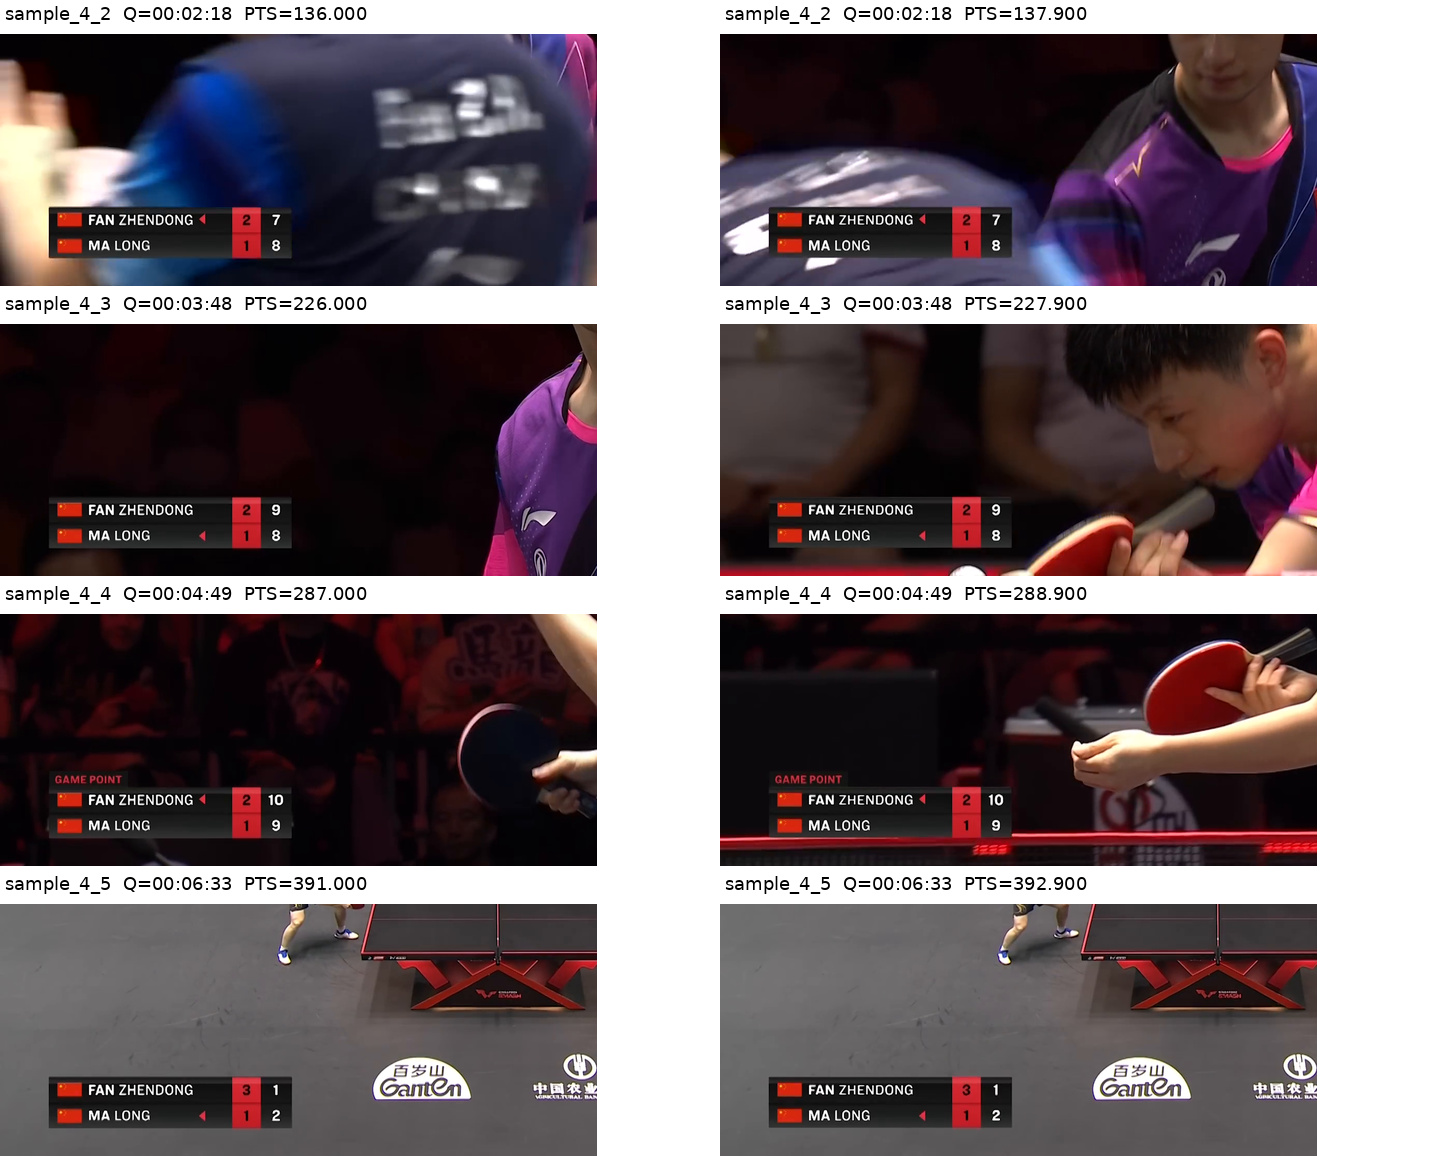 sample_4_2 Q=00:02:18 PTS=136.000
FAN ZHENDONG 2 7
MA LONG 1 8
sample_4_2 Q=00:02:18 PTS=137.900
FAN ZHENDONG 2 7
MA LONG 1 8
sample_4_3 Q=00:03:48 PTS=226.000
FAN ZHENDONG 2 9
MA LONG 1 8
sample_4_3 Q=00:03:48 PTS=227.900
FAN ZHENDONG 2 9
MA LONG 1 8
sample_4_4 Q=00:04:49 PTS=287.000
GAME POINT
FAN ZHENDONG 2 10
MA LONG 1 9
sample_4_4 Q=00:04:49 PTS=288.900
GAME POINT
FAN ZHENDONG 2 10
MA LONG 1 9
sample_4_5 Q=00:06:33 PTS=391.000
SMASH
百岁山
GanTEn
中国农业
FAN ZHENDONG 3 1
MA LONG 1 2
sample_4_5 Q=00:06:33 PTS=392.900
SMASH
百岁山
GanTEn
中国农业
FAN ZHENDONG 3 1
MA LONG 1 2